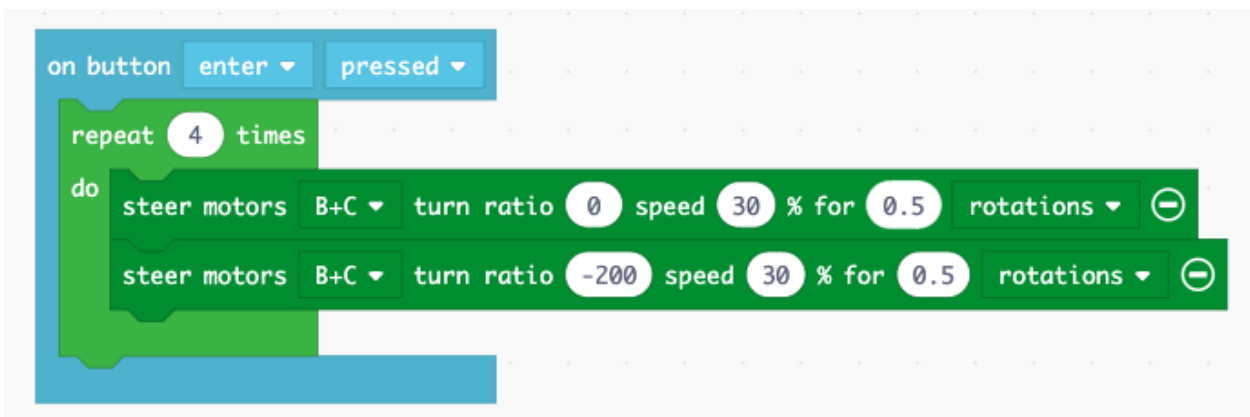 on button enter pressed
repeat 4 times
do
steer motors B+C turn ratio 0 speed 30 % for 0.5 rotations
steer motors B+C turn ratio -200 speed 30 % for 0.5 rotations